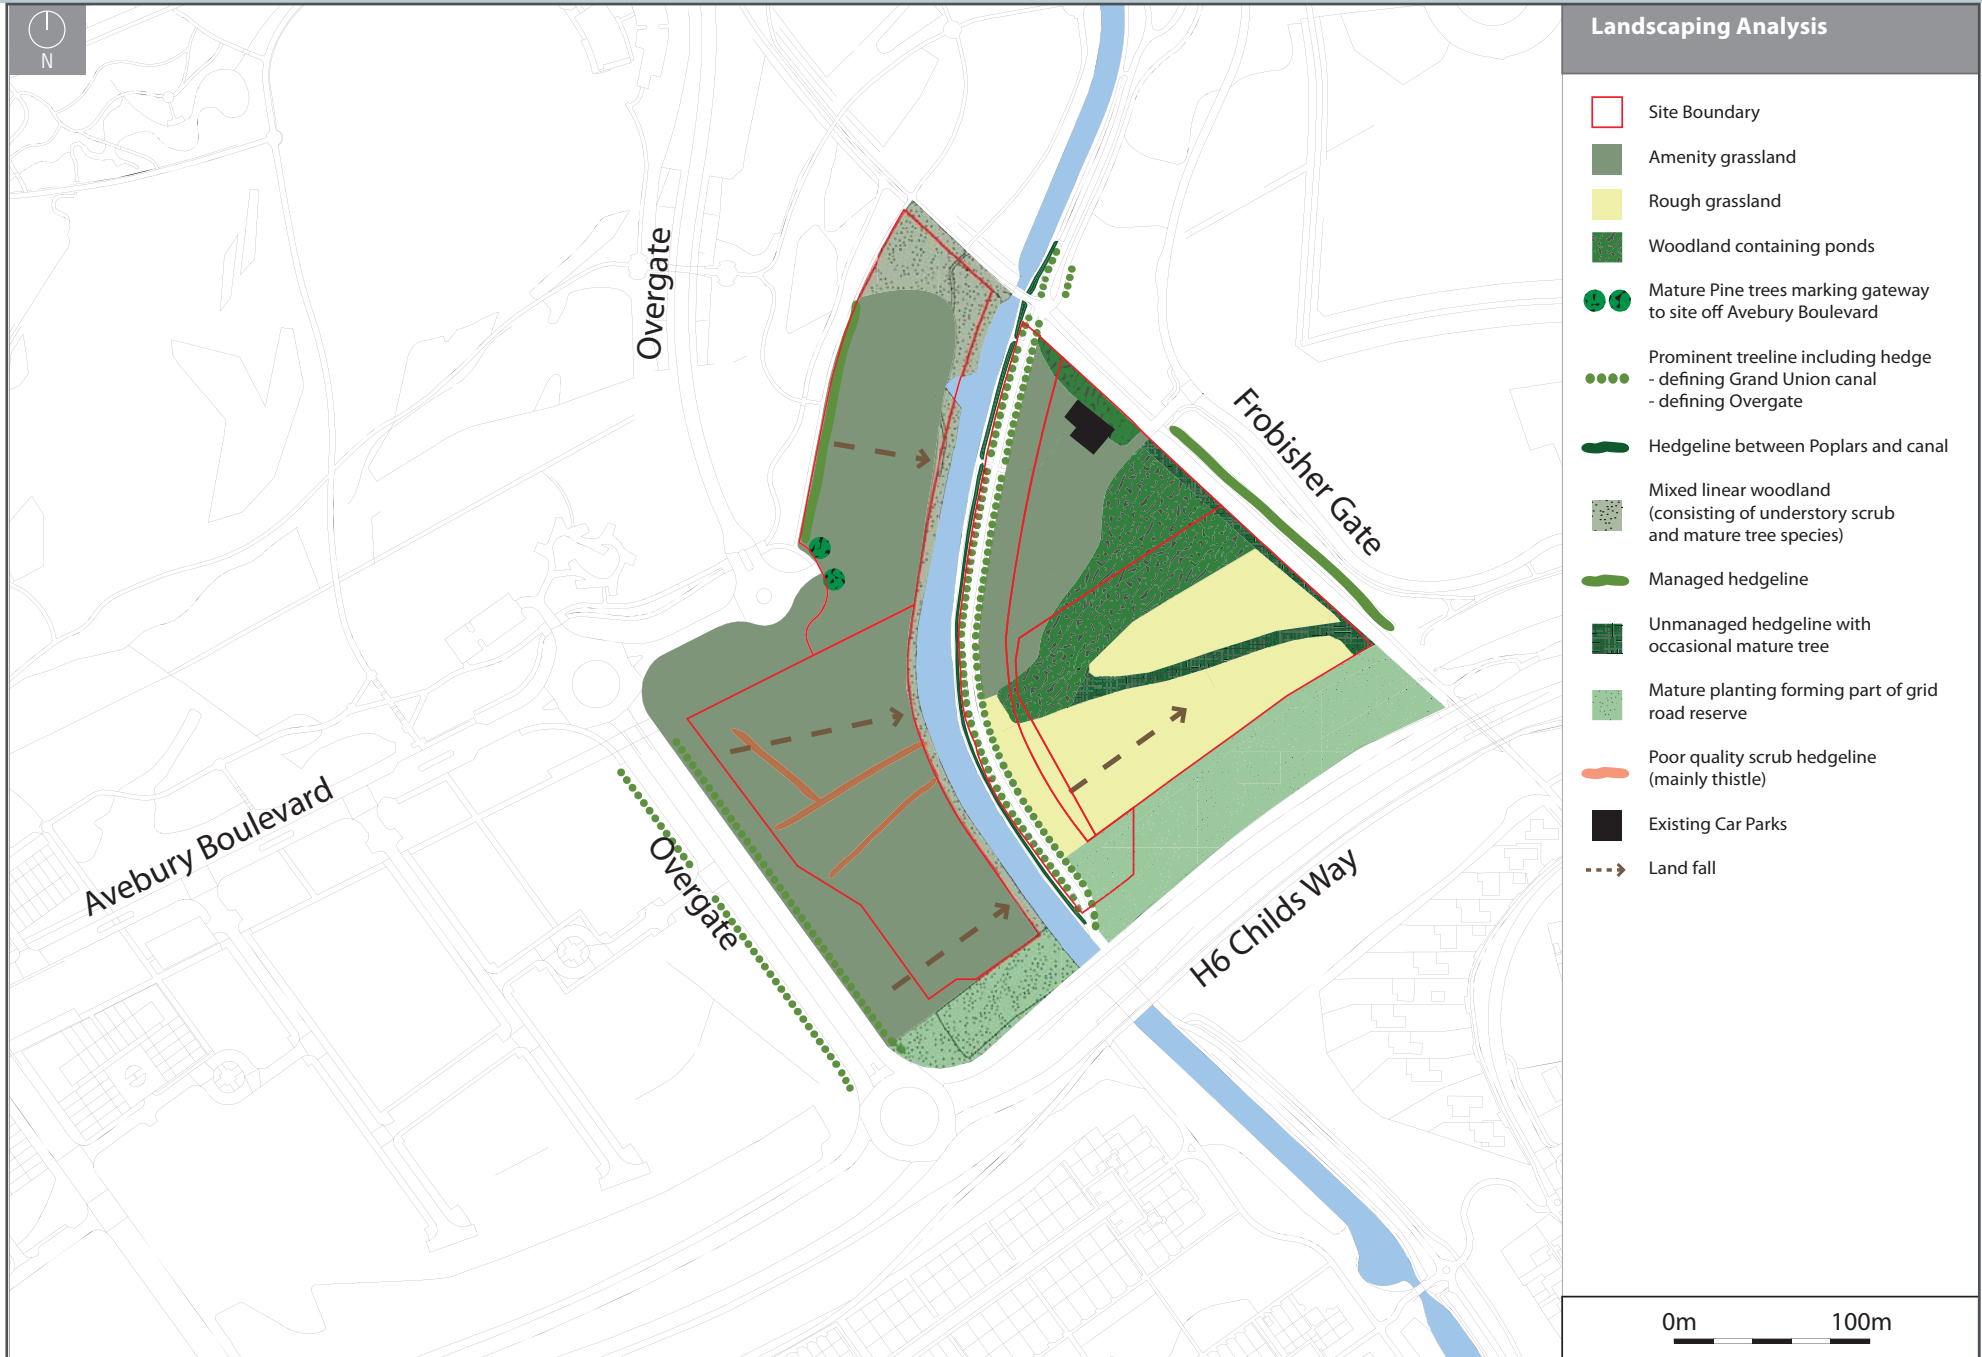 N
Landscaping Analysis
Site Boundary
Amenity grassland
Rough grassland
Woodland containing ponds
Mature Pine trees marking gateway
to site off Avebury Boulevard
Prominent treeline including hedge
- defining Grand Union canal
- defining Overgate
Hedgeline between Poplars and canal
Mixed linear woodland
(consisting of understory scrub
and mature tree species)
Managed hedgeline
Unmanaged hedgeline with
occasional mature tree
Mature planting forming part of grid
road reserve
Poor quality scrub hedgeline
(mainly thistle)
Existing Car Parks
Land fall
Overgate
Frobisher Gate
Avebury Boulevard
Overgate
H6 Childs Way
0m 100m